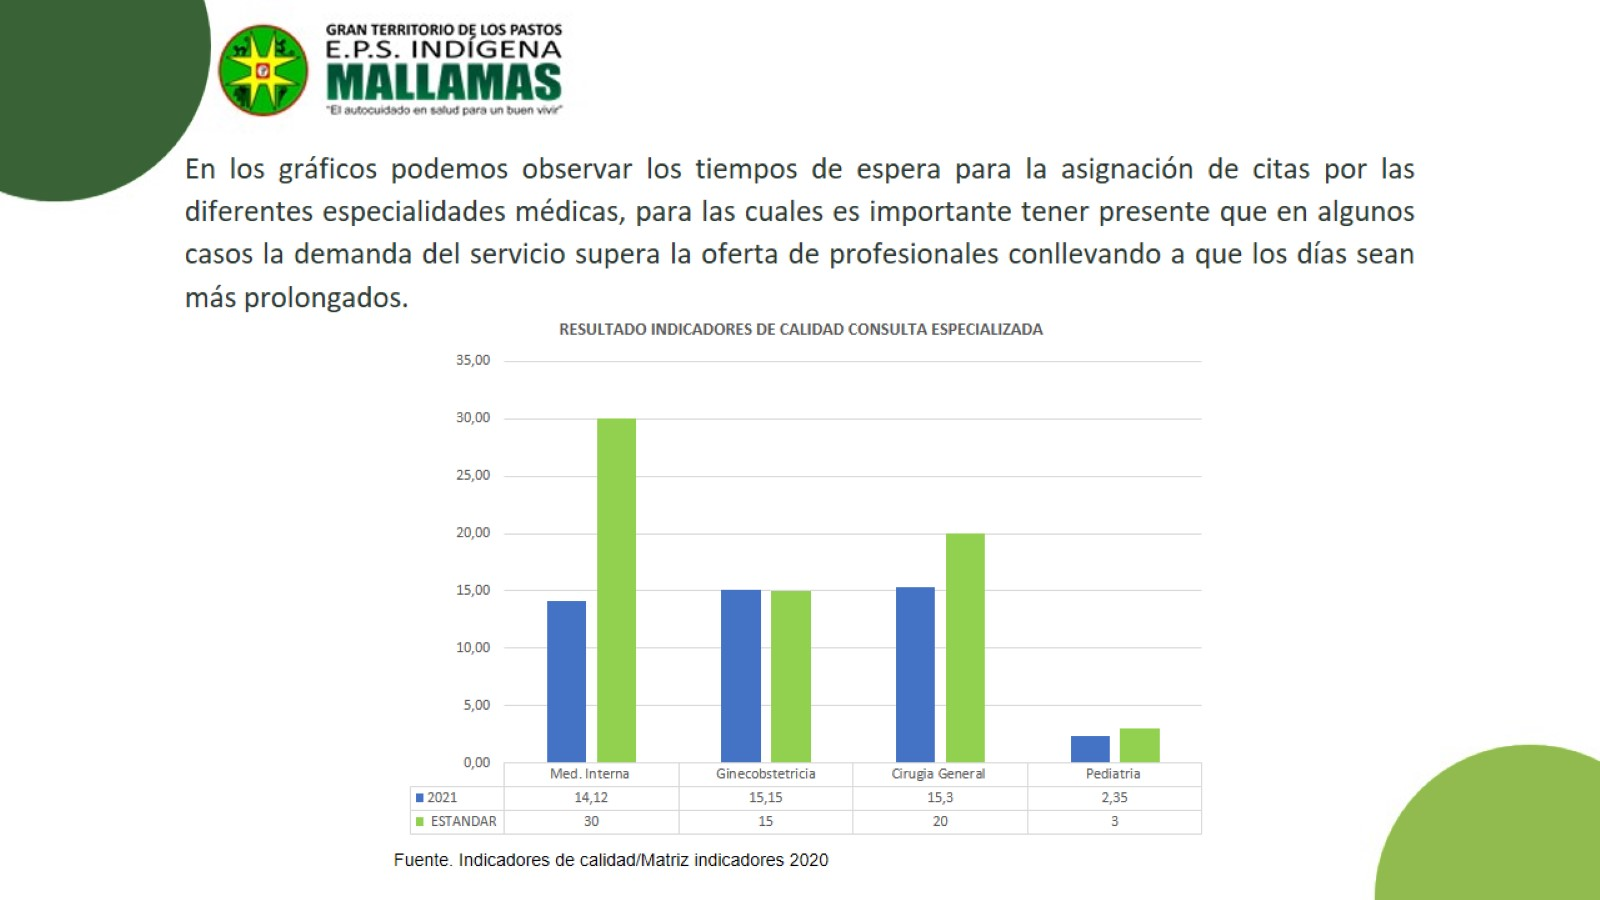 GRAN TERRITORIO DE LOS PASTOS
E.P.S. INDÍGENA
MALLAMAS
"El autocuidado en salud para un buen vivir"
En los gráficos podemos observar los tiempos de espera para la asignación de citas por las
diferentes especialidades médicas, para las cuales es importante tener presente que en algunos
casos la demanda del servicio supera la oferta de profesionales conllevando a que los días sean
más prolongados.
RESULTADO INDICADORES DE CALIDAD CONSULTA ESPECIALIZADA
35,00
30,00
25,00
20,00
15,00
10,00
5,00
0,00
Med. Interna Ginecobstetricia Cirugia General Pediatria
2021 14,12 15,15 15,3 2,35
ESTANDAR 30 15 20 3
Fuente. Indicadores de calidad/Matriz indicadores 2020